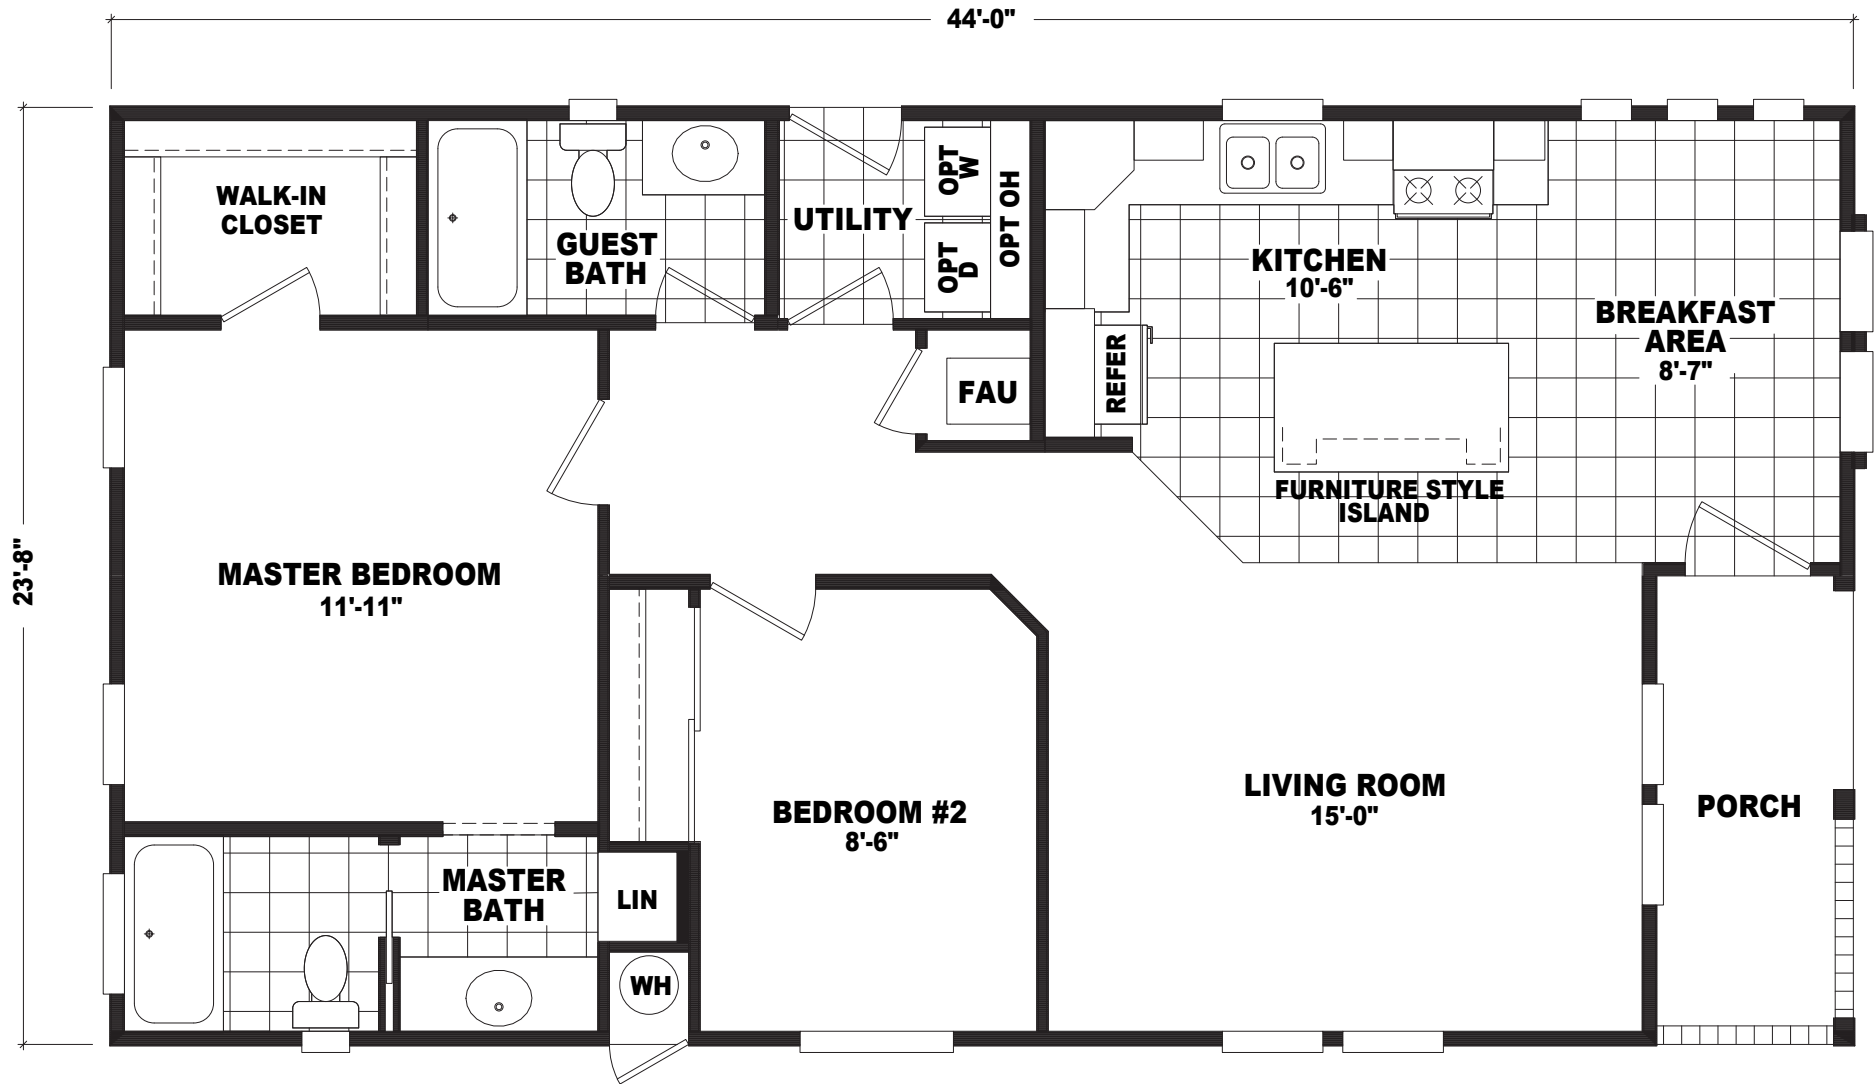 44'-0"
23'-8"
WALK-IN
CLOSET
GUEST
BATH
UTILITY
OPT
W
OPT
D
OPT OH
KITCHEN
10'-6"
BREAKFAST
AREA
8'-7"
REFER
FAU
FURNITURE STYLE
ISLAND
MASTER BEDROOM
11'-11"
BEDROOM #2
8'-6"
LIVING ROOM
15'-0"
PORCH
MASTER
BATH
LIN
WH